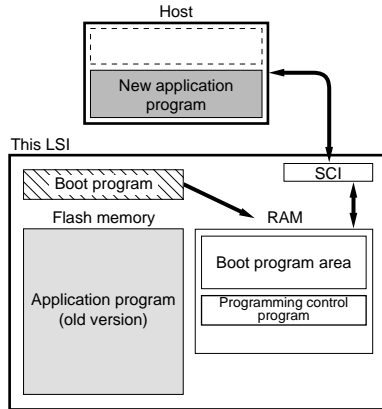 Host
New application
program
This LSI
SCI
Boot program
Flash memory
RAM
Application program
(old version)
Boot program area
Programming control
program